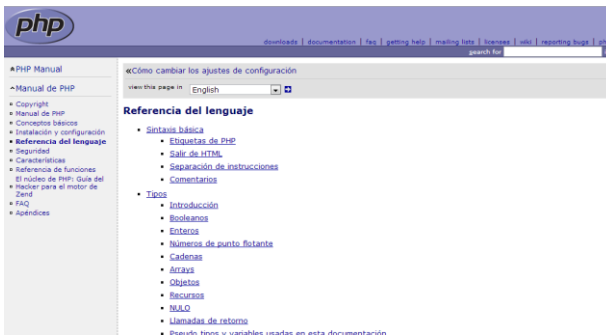 php
downloads | documentation | faq | getting help | mailing lists | licenses | wiki | reporting bugs |
search for
PHP Manual
Manual de PHP
Copyright
Manual de PHP
Conceptos básicos
Instalación y configuración
Referencia del lenguaje
Seguridad
Características
Referencia de funciones
El núcleo de PHP: Guía del
Hacker para el motor de
Zend
FAQ
Apéndices
«Cómo cambiar los ajustes de configuración
view this page in English
Referencia del lenguaje
Sintaxis básica
Etiquetas de PHP
Salir de HTML
Separación de instrucciones
Comentarios
Tipos
Introducción
Booleanos
Enteros
Números de punto flotante
Cadenas
Arrays
Objetos
Recursos
NULO
Llamadas de retorno
Pseudo tipos y variables usadas en esta documentación